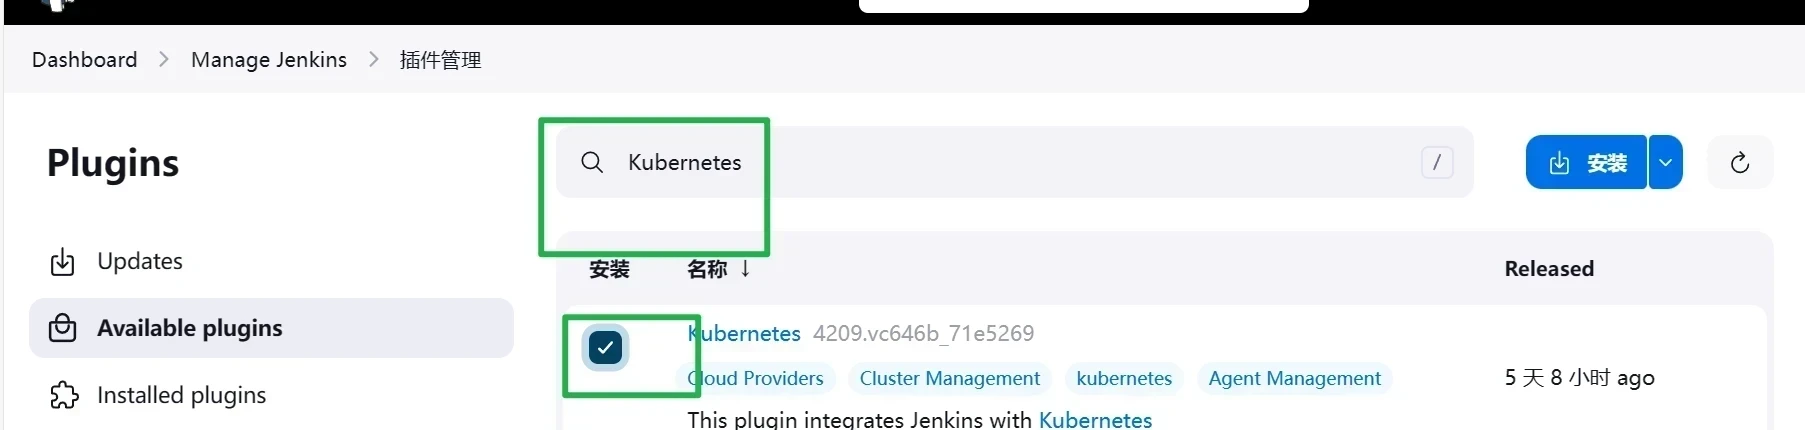 Dashboard > Manage Jenkins > 插件管理
Plugins
Kubernetes /
安装
Updates
Available plugins
Installed plugins
安装 名称 ↓ Released
Kubernetes 4209.vc646b_71e5269
Cloud Providers Cluster Management kubernetes Agent Management
5 天 8 小时 ago
This plugin integrates Jenkins with Kubernetes